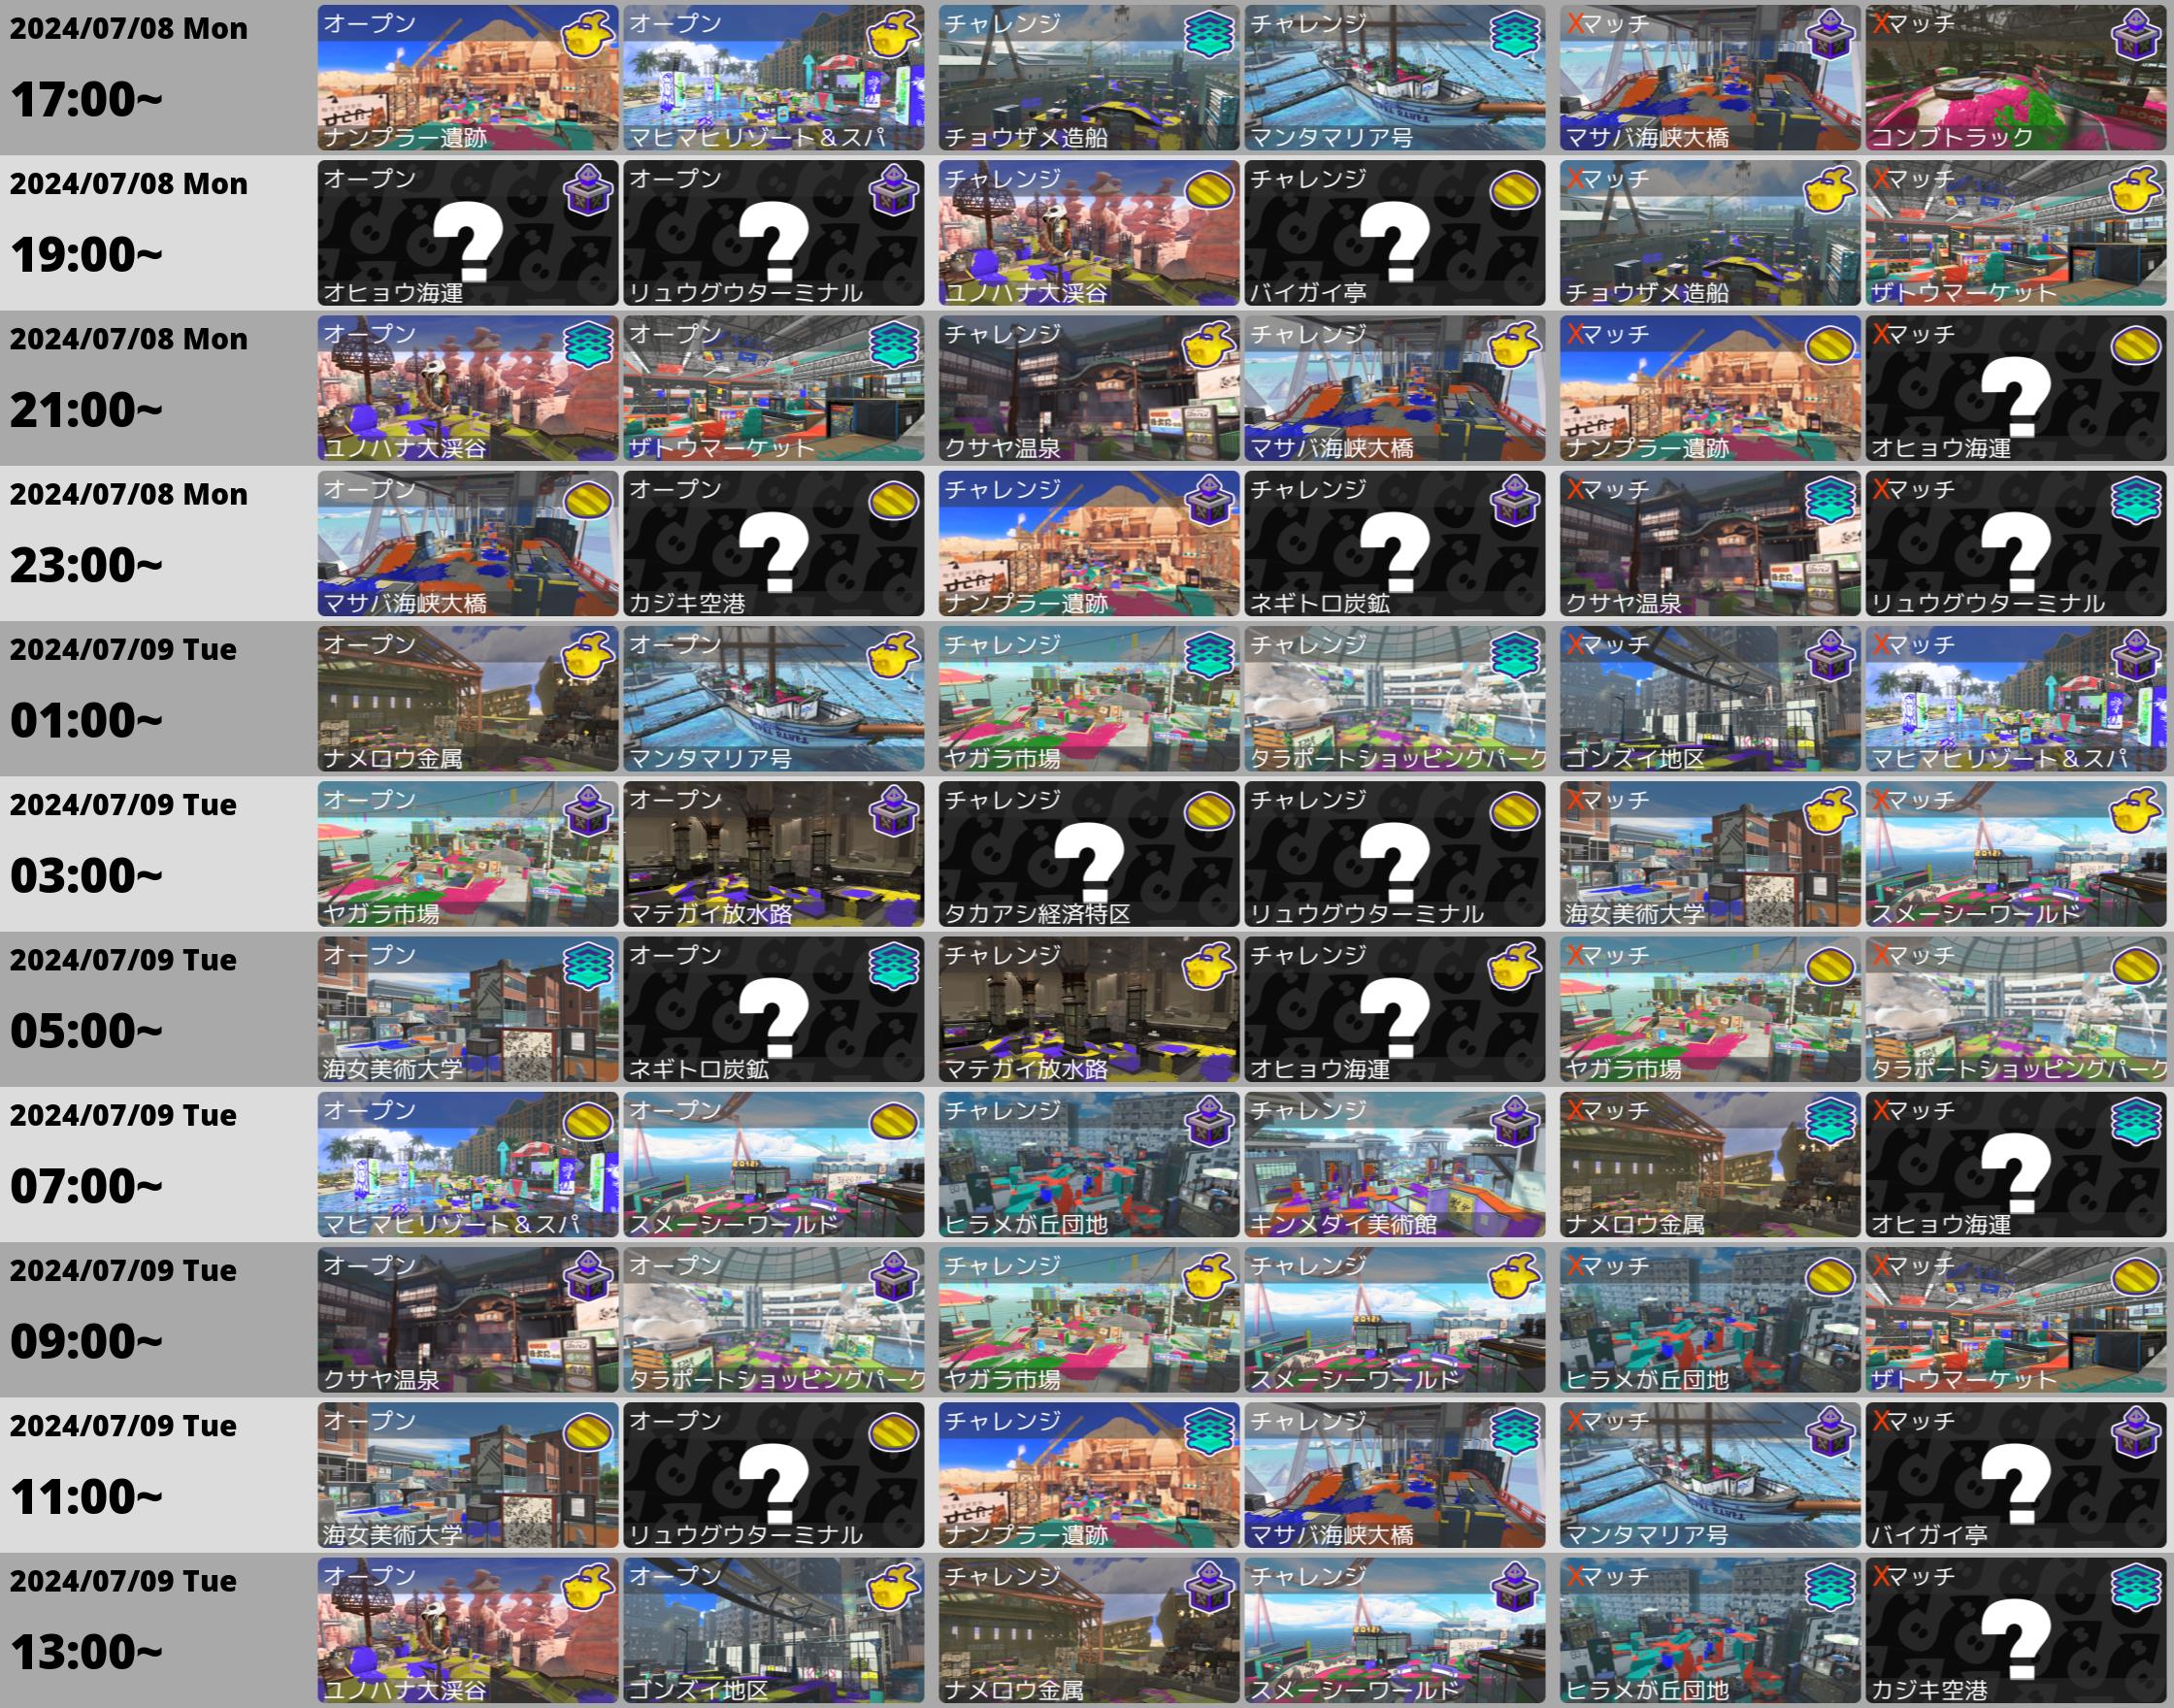 2024/07/08 Mon
17:00~
オープン オープン チャレンジ チャレンジ Xマッチ Xマッチ
ナンプラー遺跡 マヒマヒリゾート＆スパ チョウザメ造船 マンタマリア号 マサバ海峡大橋 コンブトラック
2024/07/08 Mon
19:00~
オープン オープン チャレンジ チャレンジ Xマッチ Xマッチ
? ? ?
オヒョウ海運 リュウグウターミナル ユノハナ大渓谷 バイガイ亭 チョウザメ造船 ザトウマーケット
2024/07/08 Mon
21:00~
オープン オープン チャレンジ チャレンジ Xマッチ Xマッチ
?
ユノハナ大渓谷 ザトウマーケット クサヤ温泉 マサバ海峡大橋 ナンプラー遺跡 オヒョウ海運
2024/07/08 Mon
23:00~
オープン オープン チャレンジ チャレンジ Xマッチ Xマッチ
? ? ?
マサバ海峡大橋 カジキ空港 ナンプラー遺跡 ネギトロ炭鉱 クサヤ温泉 リュウグウターミナル
2024/07/09 Tue
01:00~
オープン オープン チャレンジ チャレンジ Xマッチ Xマッチ
ナメロウ金属 マンタマリア号 ヤガラ市場 タラポートショッピングパーク ゴンズイ地区 マヒマヒリゾート＆スパ
2024/07/09 Tue
03:00~
オープン オープン チャレンジ チャレンジ Xマッチ Xマッチ
? ?
ヤガラ市場 マテガイ放水路 タカアシ経済特区 リュウグウターミナル 海女美術大学 スメーシーワールド
2024/07/09 Tue
05:00~
オープン オープン チャレンジ チャレンジ Xマッチ Xマッチ
? ?
海女美術大学 ネギトロ炭鉱 マテガイ放水路 オヒョウ海運 ヤガラ市場 タラポートショッピングパーク
2024/07/09 Tue
07:00~
オープン オープン チャレンジ チャレンジ Xマッチ Xマッチ
?
マヒマヒリゾート＆スパ スメーシーワールド ヒラメが丘団地 キンメダイ美術館 ナメロウ金属 オヒョウ海運
2024/07/09 Tue
09:00~
オープン オープン チャレンジ チャレンジ Xマッチ Xマッチ
クサヤ温泉 タラポートショッピングパーク ヤガラ市場 スメーシーワールド ヒラメが丘団地 ザトウマーケット
2024/07/09 Tue
11:00~
オープン オープン チャレンジ チャレンジ Xマッチ Xマッチ
? ?
海女美術大学 リュウグウターミナル ナンプラー遺跡 マサバ海峡大橋 マンタマリア号 バイガイ亭
2024/07/09 Tue
13:00~
オープン オープン チャレンジ チャレンジ Xマッチ Xマッチ
?
ユノハナ大渓谷 ゴンズイ地区 ナメロウ金属 スメーシーワールド ヒラメが丘団地 カジキ空港